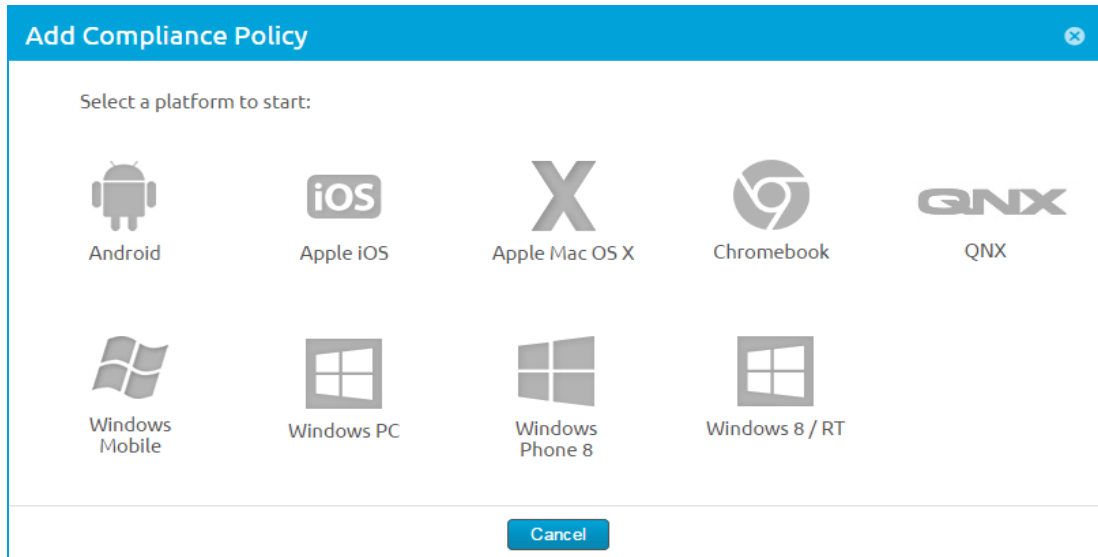 Add Compliance Policy
Select a platform to start:
iOS
X
QNX
Android
Apple iOS
Apple Mac OS X
Chromebook
QNX
Windows
Mobile
Windows PC
Windows
Phone 8
Windows 8 / RT
Cancel